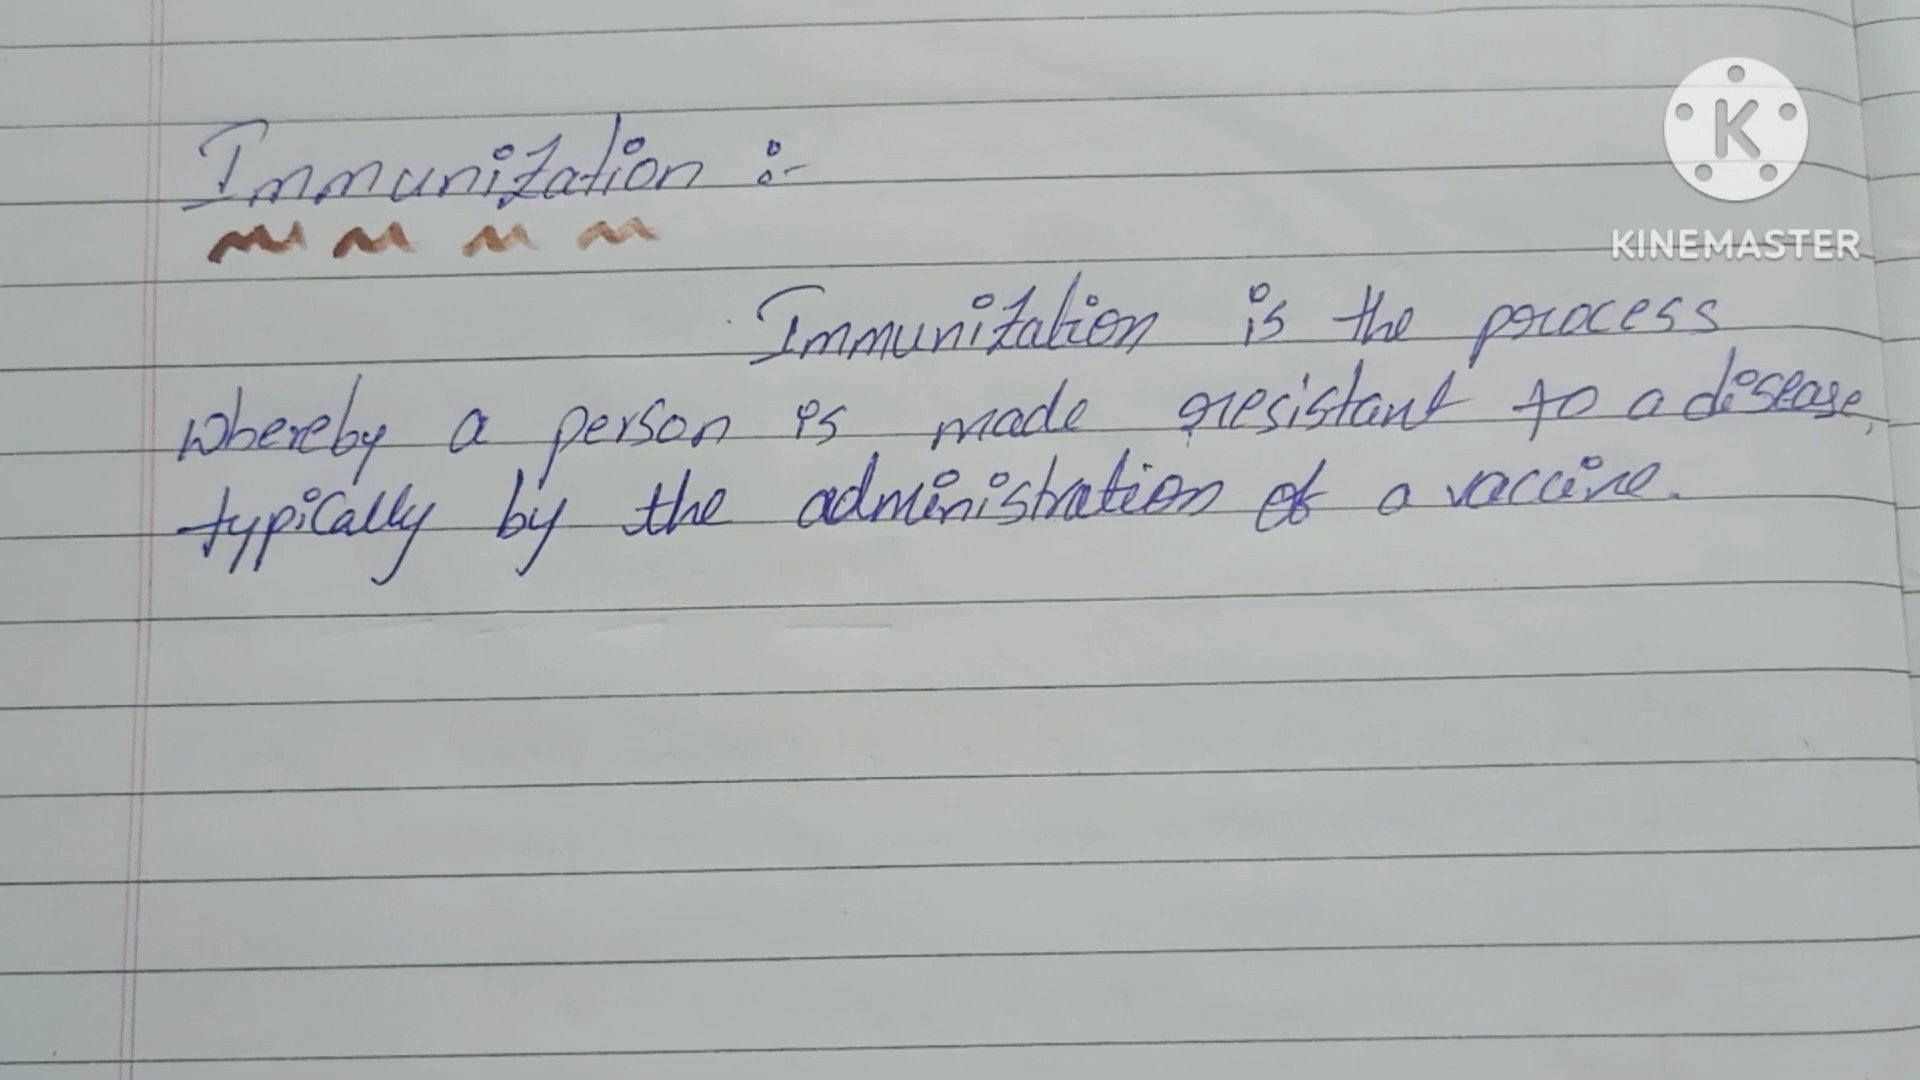 Immunization :-
KINEMASTER
Immunization is the process
whereby a person is made resistant to a disease,
typically by the administration of a vaccine.